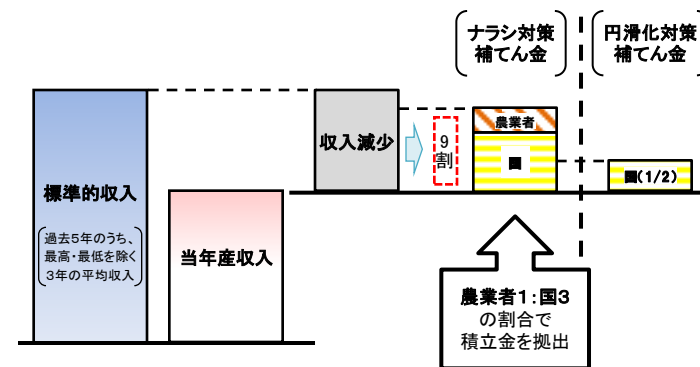 ナラシ対策
補てん金
円滑化対策
補てん金
標準的収入
過去5年のうち、
最高・最低を除く
3年の平均収入
当年産収入
収入減少
9
割
農業者
国
国(1/2)
農業者1:国3
の割合で
積立金を拠出